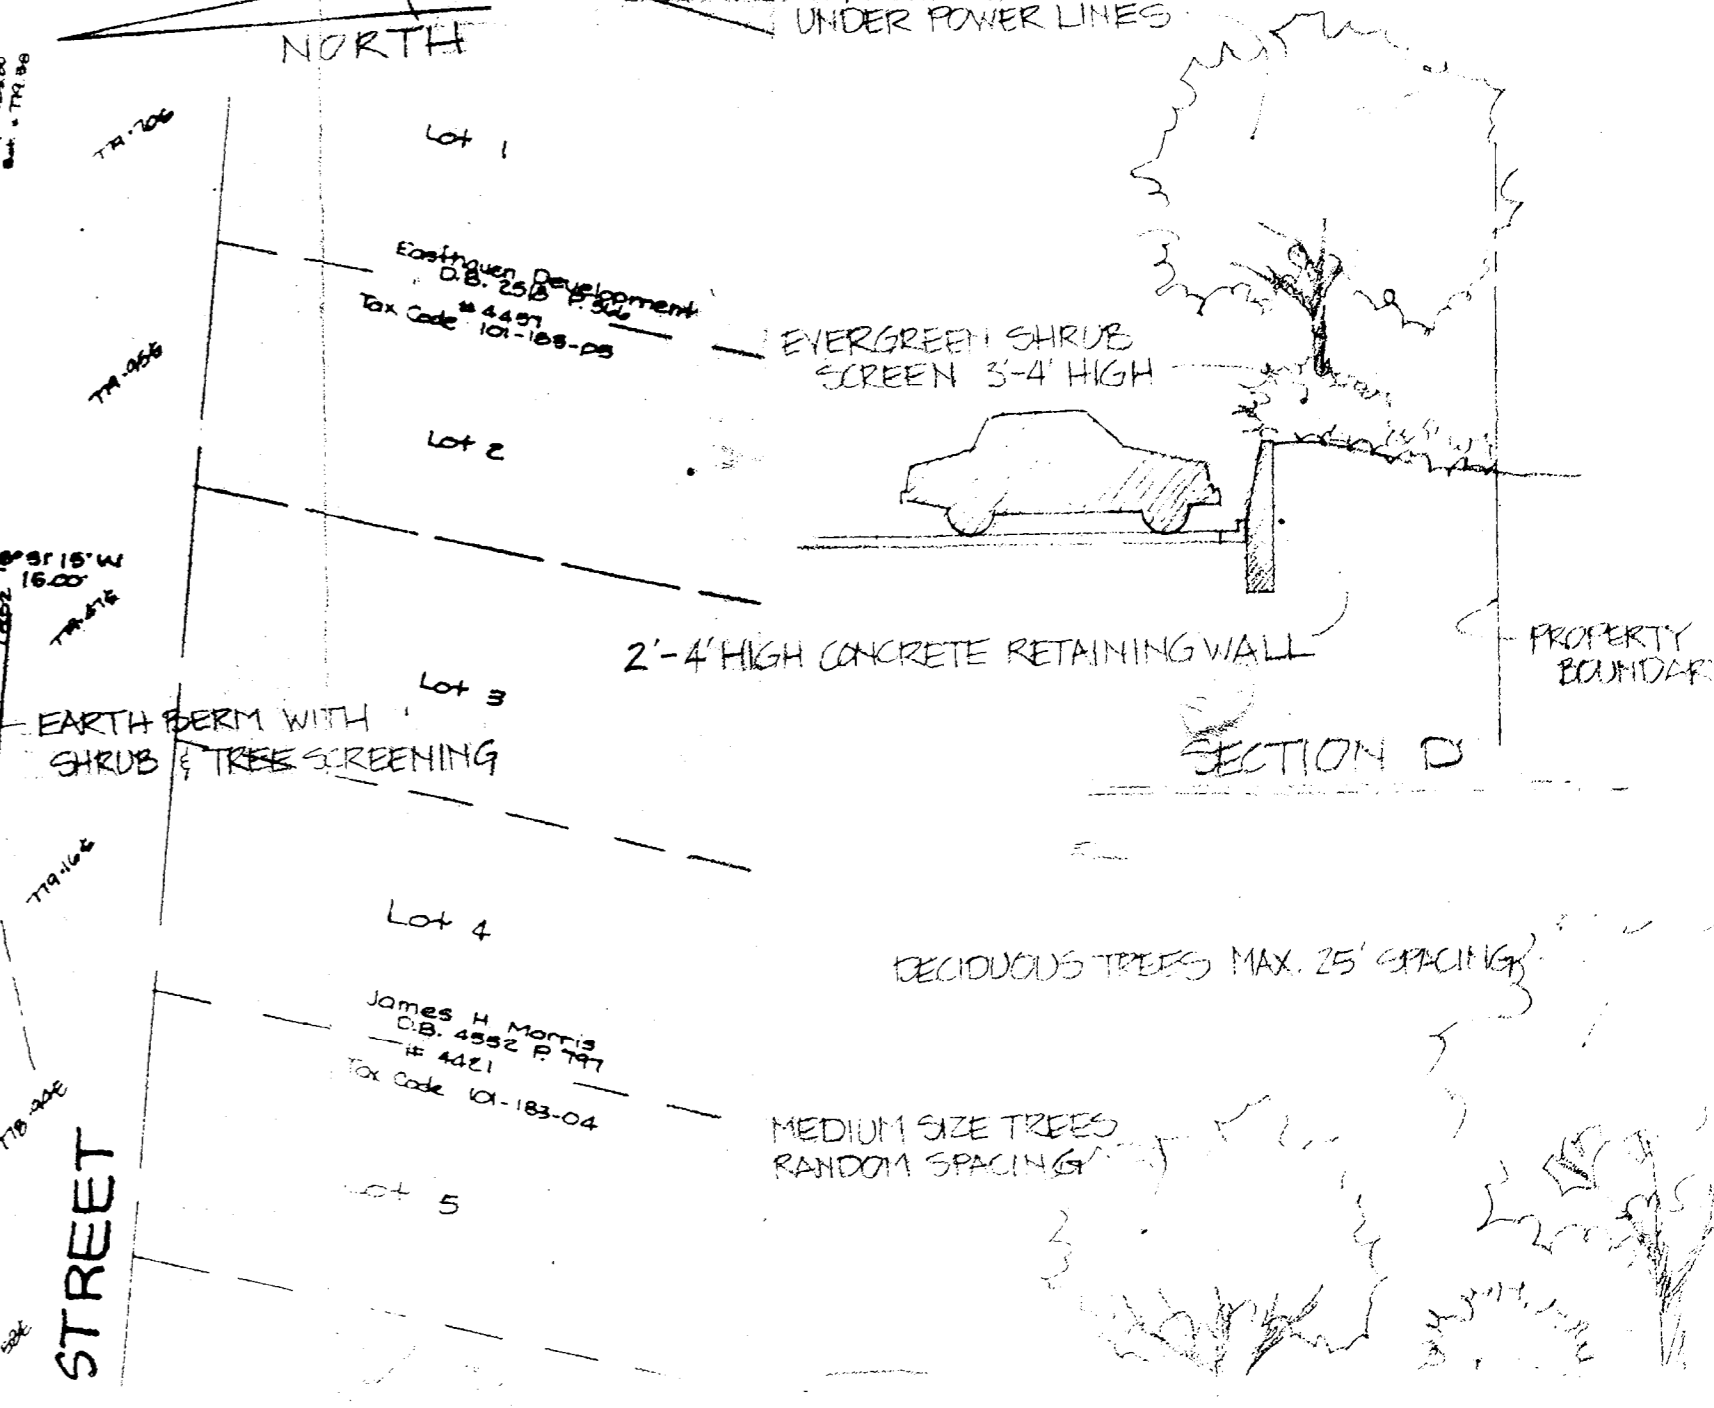 UNDER POWER LINES
NORTH
Lot 1
Easthaven Development
D.B. 2518 P. 566
# 4457
Tax Code 101-183-05
EVERGREEN SHRUB
SCREEN 3'-4' HIGH
Lot 2
16.00'
2'-4' HIGH CONCRETE RETAINING WALL
PROPERTY
Lot 3
EARTH BERM WITH
SHRUB & TREE SCREENING
SECTION D
Lot 4
DECIDUOUS TREES MAX. 25' SPACING
James H Morris
D.B. 4552 P. 797
# 4421
Tax Code 101-183-04
MEDIUM SIZE TREES
RANDOM SPACING
Lot 5
STREET